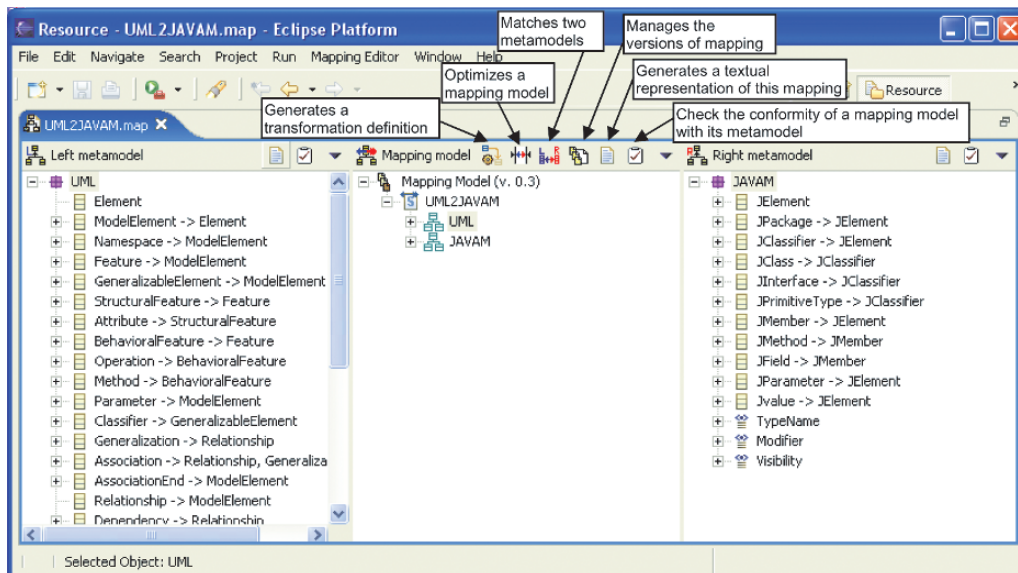 Matches two
metamodels
Manages the
versions of mapping
Resource - UML2JAVAM.map - Eclipse Platform
File Edit Navigate Search Project Run Mapping Editor Window Help
Optimizes a
mapping model
Generates a textual
representation of this mapping
Resource
Generates a
transformation definition
Check the conformity of a mapping model
with its metamodel
UML2JAVAM.map
Left metamodel
Mapping model
Right metamodel
UML
Element
ModelElement -> Element
Namespace -> ModelElement
Feature -> ModelElement
GeneralizableElement -> ModelElement
StructuralFeature -> Feature
Attribute -> StructuralFeature
BehavioralFeature -> Feature
Operation -> BehavioralFeature
Method -> BehavioralFeature
Parameter -> ModelElement
Classifier -> GeneralizableElement
Generalization -> Relationship
Association -> Relationship, Generaliza
AssociationEnd -> ModelElement
Relationship -> ModelElement
Dependency -> Relationship
Mapping Model (v. 0.3)
UML2JAVAM
UML
JAVAM
JAVAM
JElement
JPackage -> JElement
JClassifier -> JElement
JClass -> JClassifier
JInterface -> JClassifier
JPrimitiveType -> JClassifier
JMember -> JElement
JMethod -> JMember
JField -> JMember
JParameter -> JElement
Jvalue -> JElement
TypeName
Modifier
Visibility
Selected Object: UML